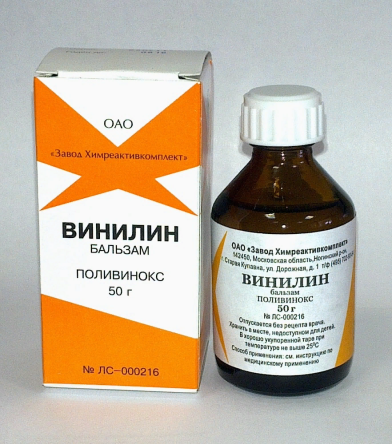 ОАО
«Завод Химреактивкомплект»
ВИНИЛИН
БАЛЬЗАМ
ПОЛИВИНОКС
50 г
№ ЛС-000216
ОАО «Завод Химреактивкомплект»
142450, Московская область, Ногинский р-он,
г. Старая Купавна, ул. Дорожная, д. 1 т/ф (495)
ВИНИЛИН
бальзам
ПОЛИВИНОКС
50 г
№ ЛС-000216
Отпускается без рецепта врача.
Хранить в месте, недоступном для детей.
В хорошо укупоренной таре при
температуре не выше 25°С
Способ применения: см. инструкцию по
медицинскому применению